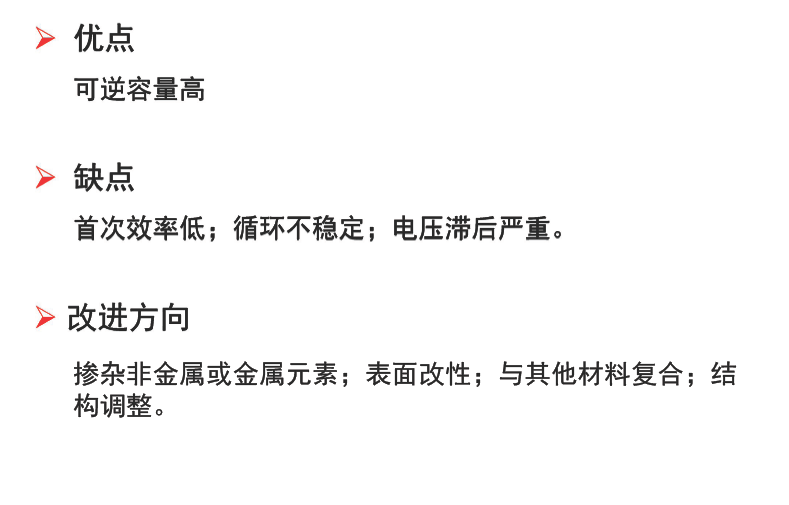 优点
可逆容量高
缺点
首次效率低；循环不稳定；电压滞后严重。
改进方向
掺杂非金属或金属元素；表面改性；与其他材料复合；结
构调整。